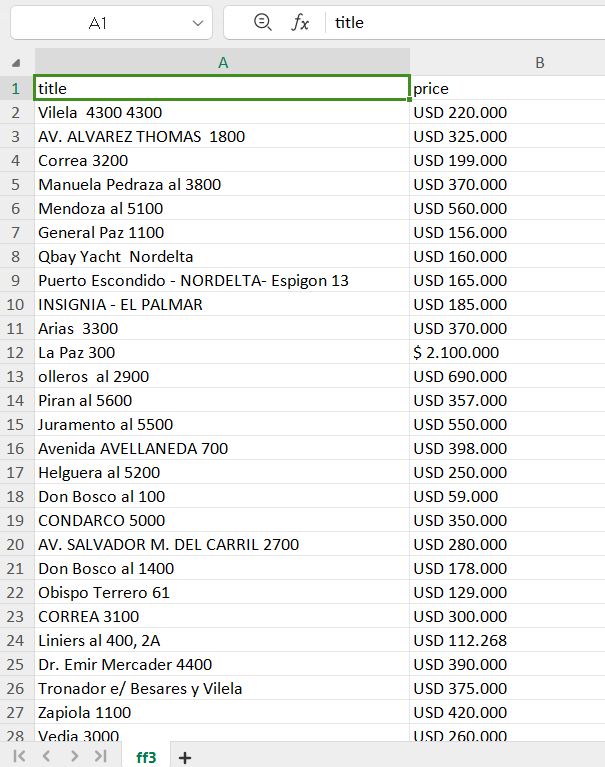 A1 fx title
A B
1 title price
2 Vilela  4300 4300 USD 220.000
3 AV. ALVAREZ THOMAS  1800 USD 325.000
4 Correa 3200 USD 199.000
5 Manuela Pedraza al 3800 USD 370.000
6 Mendoza al 5100 USD 560.000
7 General Paz 1100 USD 156.000
8 Qbay Yacht  Nordelta USD 160.000
9 Puerto Escondido - NORDELTA- Espigon 13 USD 165.000
10 INSIGNIA - EL PALMAR USD 185.000
11 Arias  3300 USD 370.000
12 La Paz 300 $ 2.100.000
13 olleros  al 2900 USD 690.000
14 Piran al 5600 USD 357.000
15 Juramento al 5500 USD 550.000
16 Avenida AVELLANEDA 700 USD 398.000
17 Helguera al 5200 USD 250.000
18 Don Bosco al 100 USD 59.000
19 CONDARCO 5000 USD 350.000
20 AV. SALVADOR M. DEL CARRIL 2700 USD 280.000
21 Don Bosco al 1400 USD 178.000
22 Obispo Terrero 61 USD 129.000
23 CORREA 3100 USD 300.000
24 Liniers al 400, 2A USD 112.268
25 Dr. Emir Mercader 4400 USD 390.000
26 Tronador e/ Besares y Vilela USD 375.000
27 Zapiola 1100 USD 420.000
28 Vedia 3000 USD 260.000
ff3 +